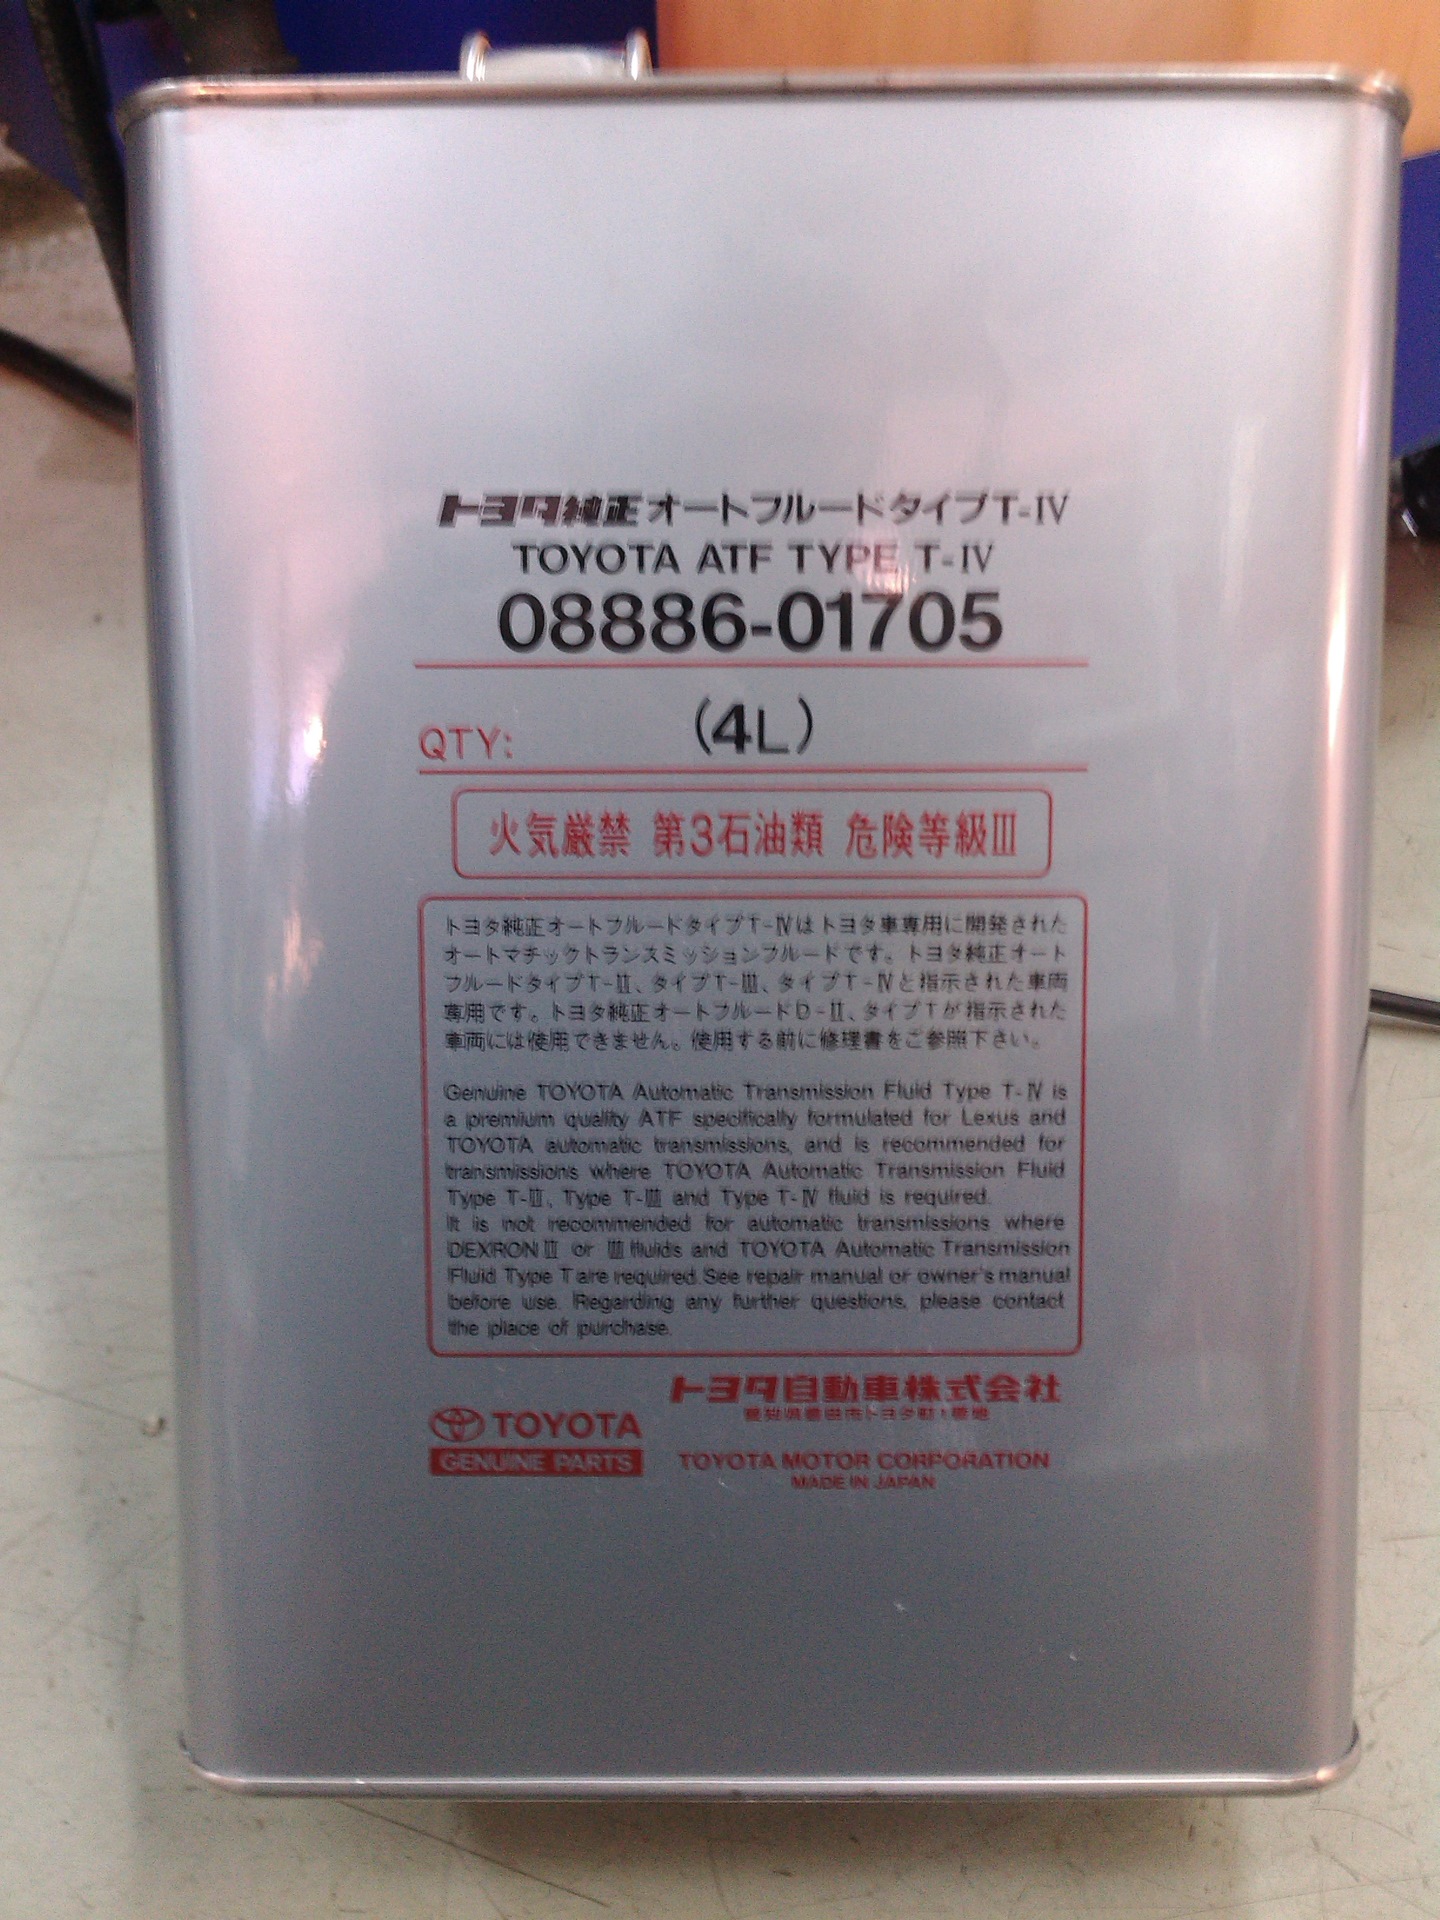 トヨタ純正オートフルードタイプT-Ⅳ
TOYOTA ATF TYPE T-Ⅳ
08886-01705
QTY: (4L)
火気厳禁 第3石油類 危険等級Ⅲ
トヨタ純正オートフルードタイプT-Ⅳはトヨタ車専用に開発された
オートマチックトランスミッションフルードです。トヨタ純正オート
フルードタイプT-Ⅱ、タイプT-Ⅲ、タイプT-Ⅳと指示された車両
専用です。トヨタ純正オートフルードD-Ⅱ、タイプTが指示された
車両には使用できません。使用する前に修理書をご参照下さい。
Genuine TOYOTA Automatic Transmission Fluid Type T-Ⅳ is
a premium quality ATF specifically formulated for Lexus and
TOYOTA automatic transmissions, and is recommended for
transmissions where TOYOTA Automatic Transmission Fluid
Type T-Ⅱ, Type T-Ⅲ and Type T-Ⅳ fluid is required.
It is not recommended for automatic transmissions where
DEXRONⅡ or Ⅲ fluids and TOYOTA Automatic Transmission
Fluid Type T are required. See repair manual or owner's manual
before use. Regarding any further questions, please contact
the place of purchase.
トヨタ自動車株式会社
愛知県豊田市トヨタ町1番地
TOYOTA
GENUINE PARTS
TOYOTA MOTOR CORPORATION
MADE IN JAPAN